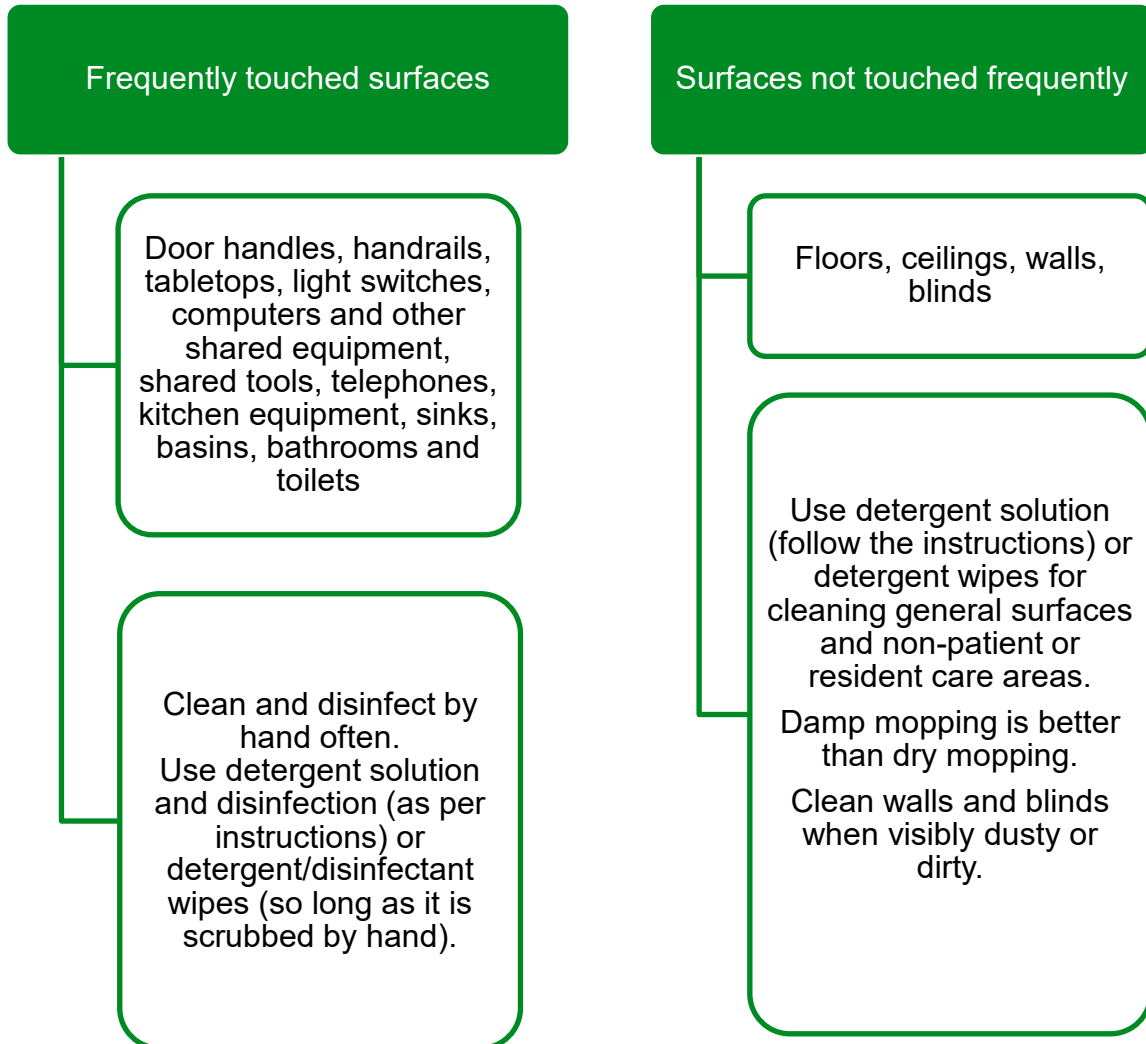 Frequently touched surfaces
Door handles, handrails,
tabletops, light switches,
computers and other
shared equipment,
shared tools, telephones,
kitchen equipment, sinks,
basins, bathrooms and
toilets
Clean and disinfect by
hand often.
Use detergent solution
and disinfection (as per
instructions) or
detergent/disinfectant
wipes (so long as it is
scrubbed by hand).
Surfaces not touched frequently
Floors, ceilings, walls,
blinds
Use detergent solution
(follow the instructions) or
detergent wipes for
cleaning general surfaces
and non-patient or
resident care areas.
Damp mopping is better
than dry mopping.
Clean walls and blinds
when visibly dusty or
dirty.